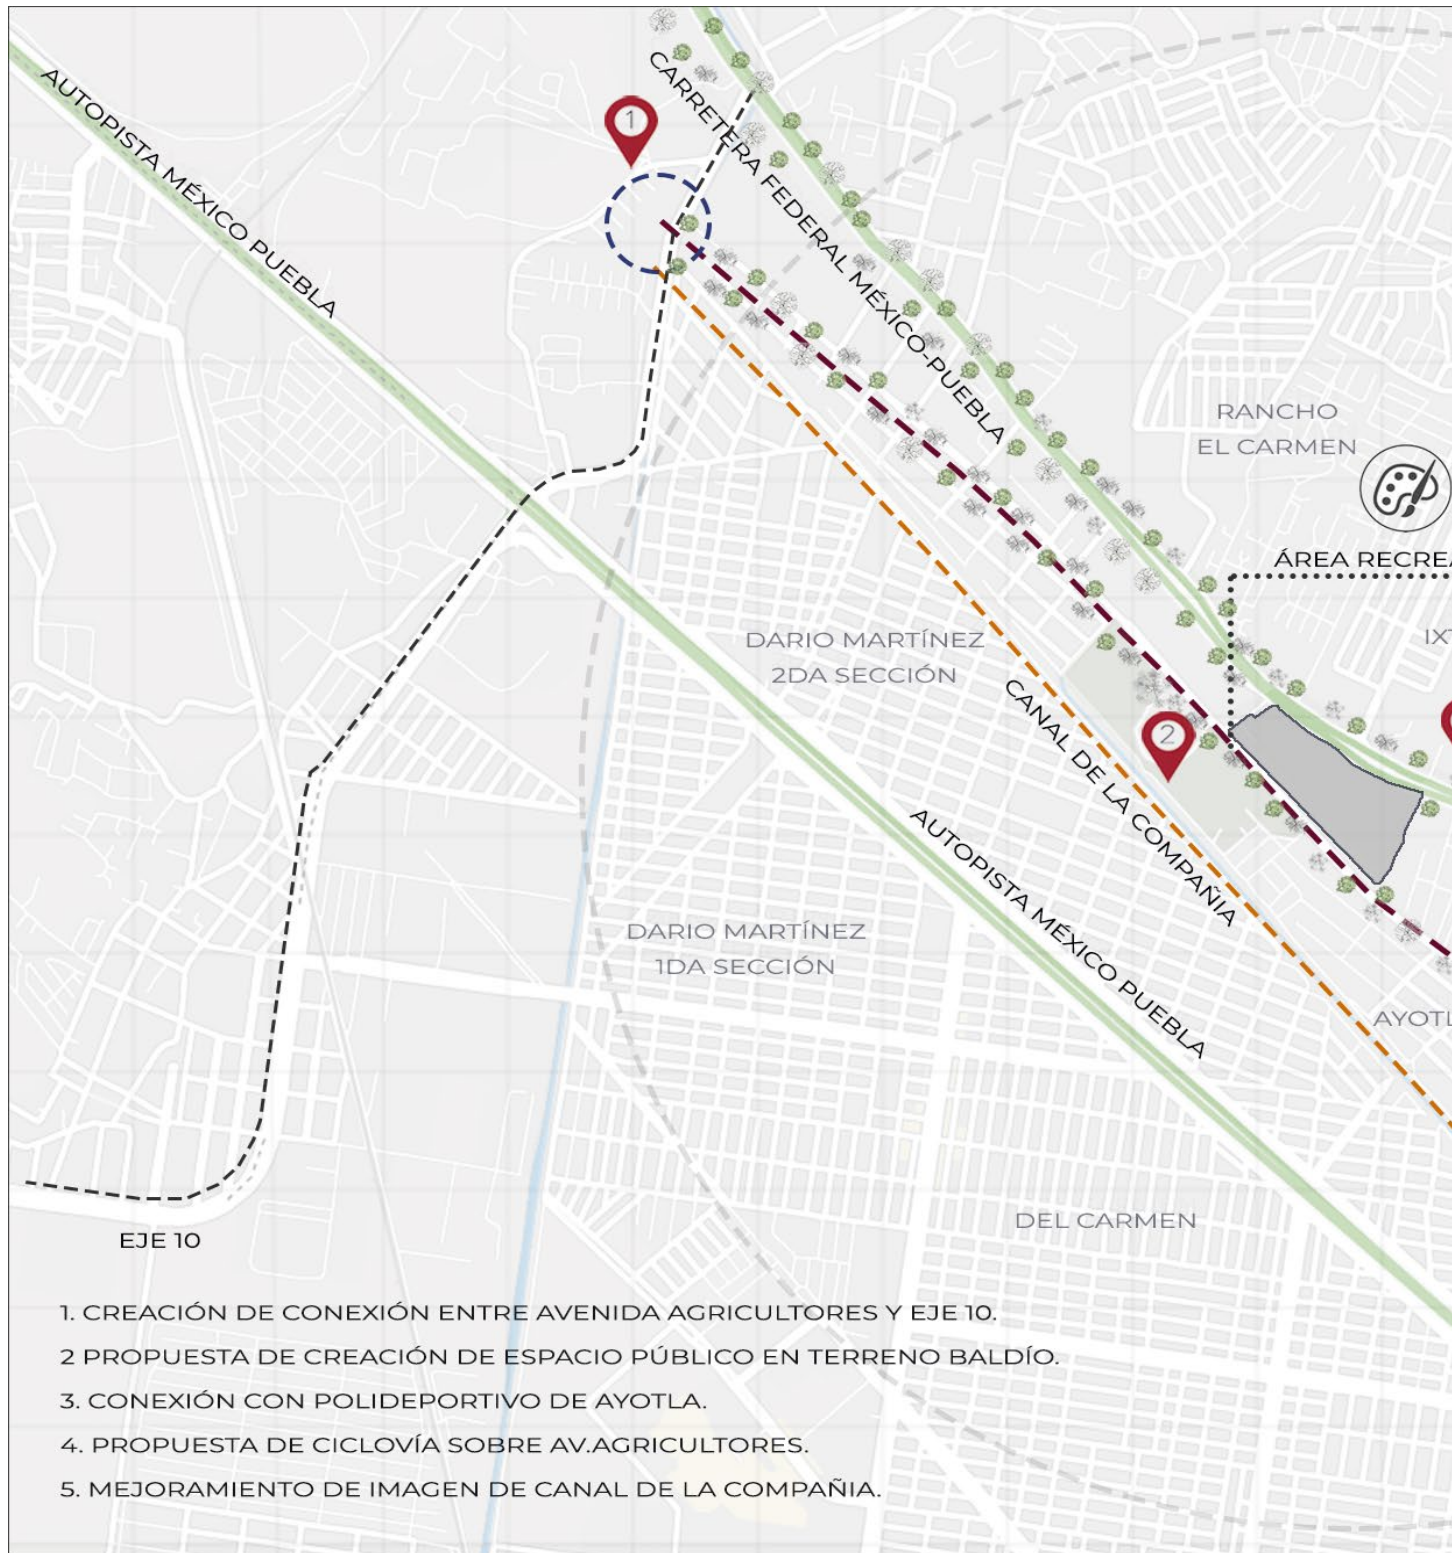 AUTOPISTA MÉXICO PUEBLA
1
CARRETERA FEDERAL MÉXICO-PUEBLA
RANCHO
EL CARMEN
ÁREA RECREA
IXT
DARIO MARTÍNEZ
2DA SECCIÓN
2
CANAL DE LA COMPAÑIA
AUTOPISTA MÉXICO PUEBLA
DARIO MARTÍNEZ
1DA SECCIÓN
AYOTL
DEL CARMEN
EJE 10
1. CREACIÓN DE CONEXIÓN ENTRE AVENIDA AGRICULTORES Y EJE 10.
2 PROPUESTA DE CREACIÓN DE ESPACIO PÚBLICO EN TERRENO BALDÍO.
3. CONEXIÓN CON POLIDEPORTIVO DE AYOTLA.
4. PROPUESTA DE CICLOVÍA SOBRE AV.AGRICULTORES.
5. MEJORAMIENTO DE IMAGEN DE CANAL DE LA COMPAÑIA.